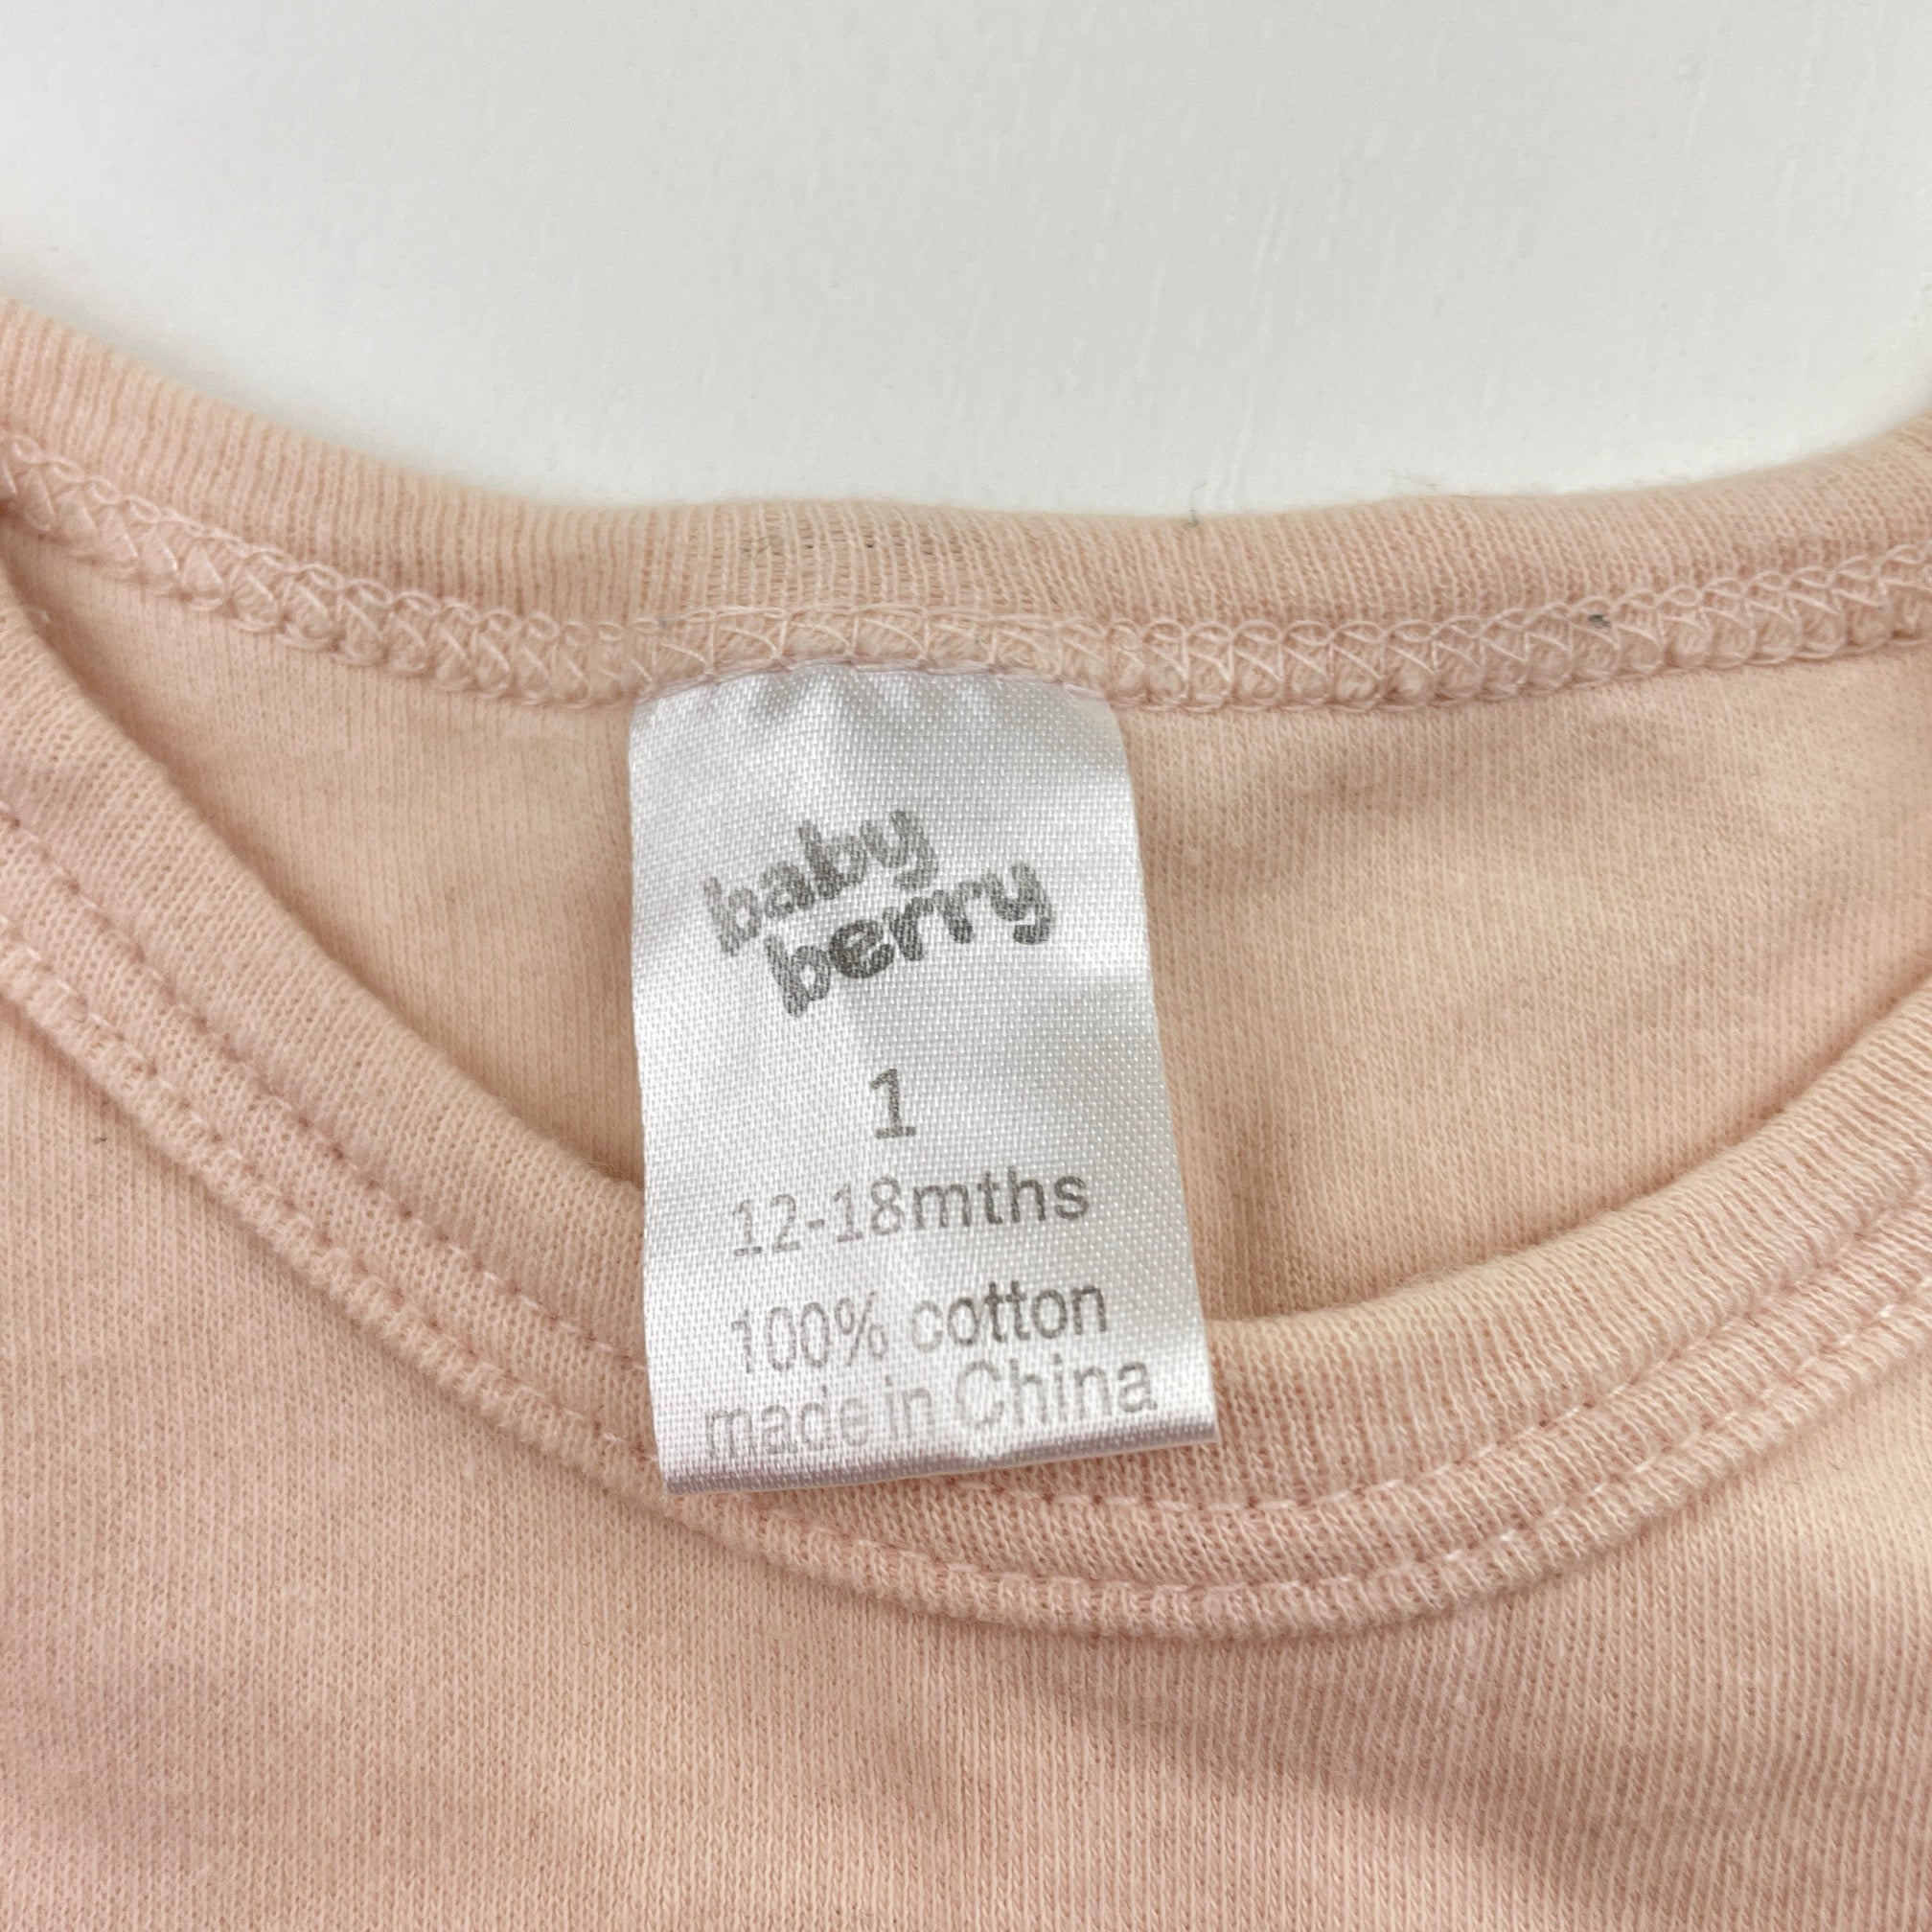 baby
berry
1
12-18mths
100% cotton
made in China